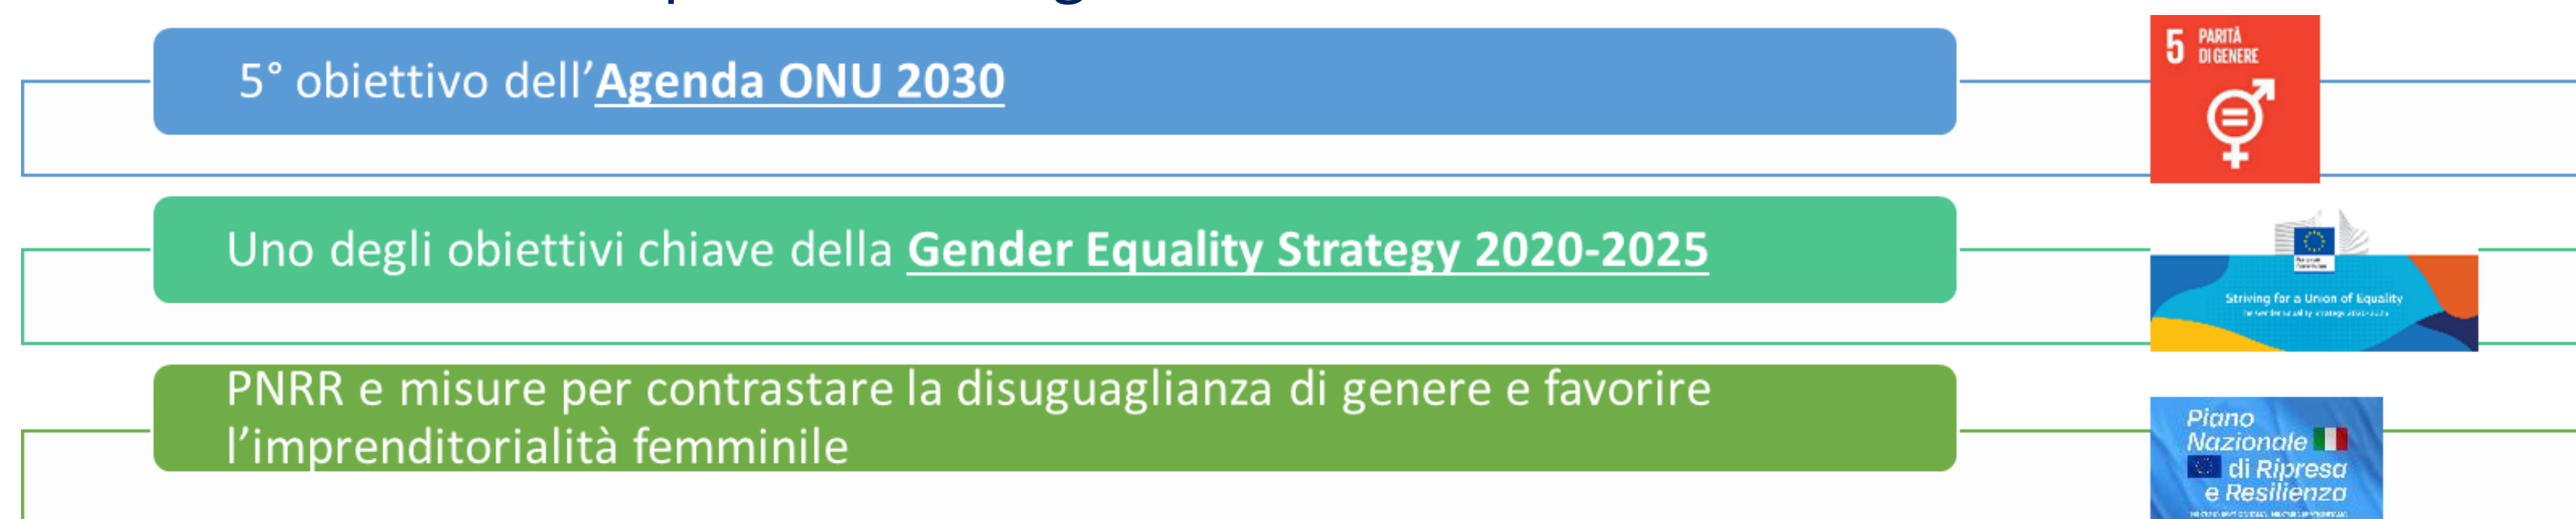 5° obiettivo dell'Agenda ONU 2030
5 PARITÀ
DI GENERE
Uno degli obiettivi chiave della Gender Equality Strategy 2020-2025
Striving for a Union of Equality
PNRR e misure per contrastare la disuguaglianza di genere e favorire
l'imprenditorialità femminile
Piano
Nazionale
di Ripresa
e Resilienza